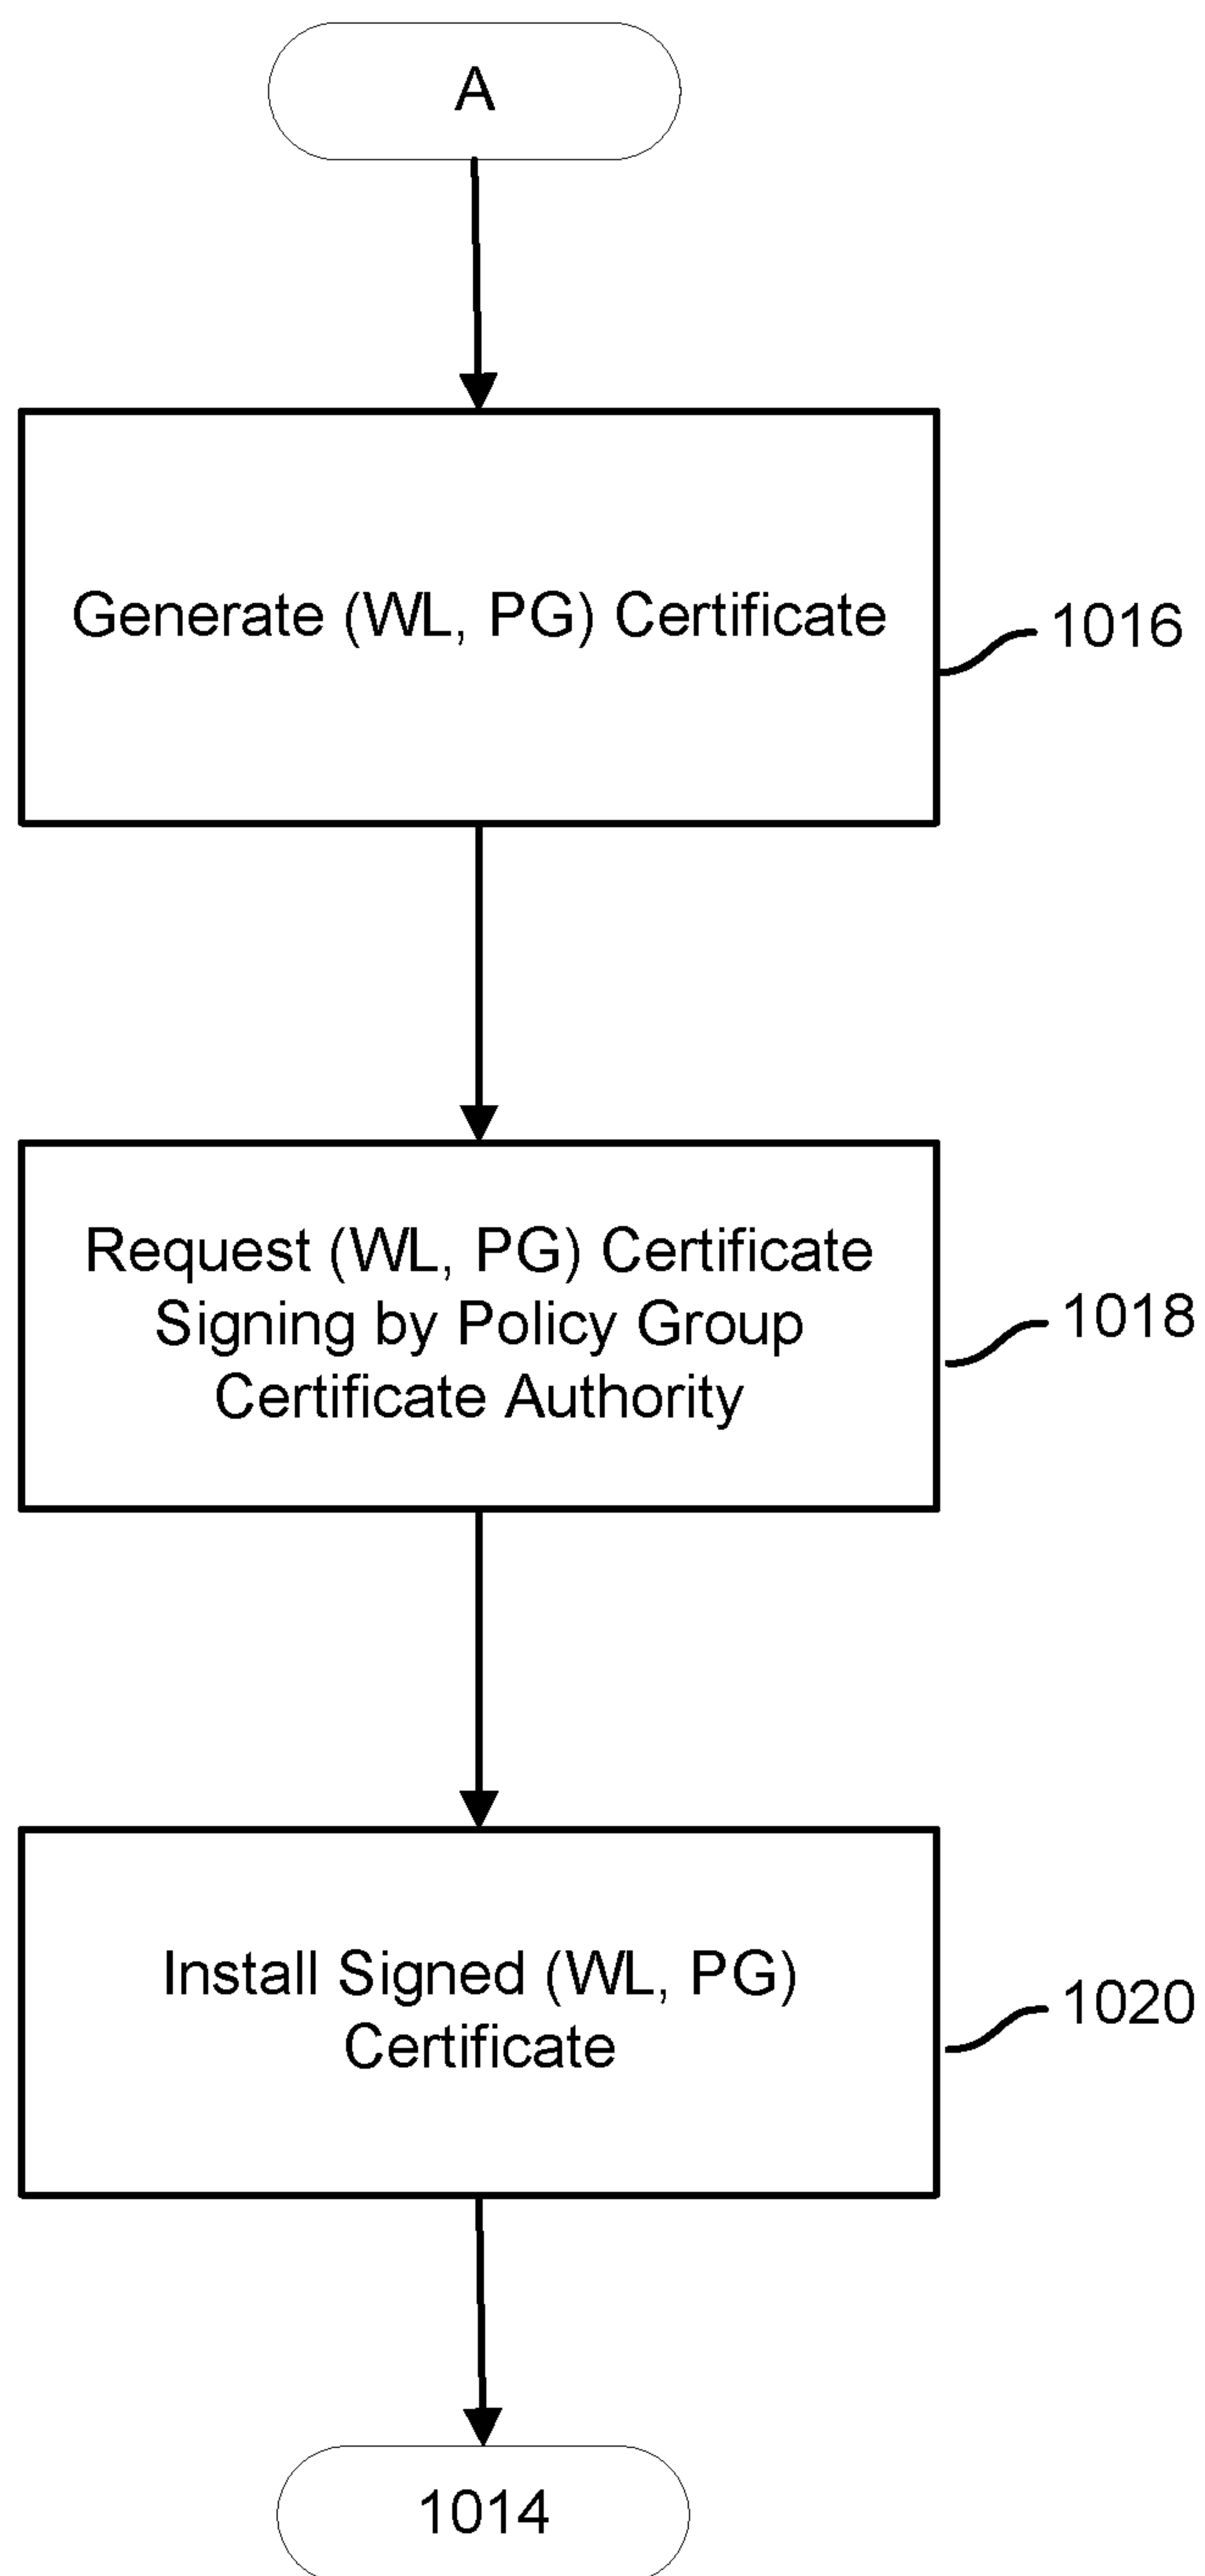 A
Generate (WL, PG) Certificate
1016
Request (WL, PG) Certificate
Signing by Policy Group
Certificate Authority
1018
Install Signed (WL, PG)
Certificate
1020
1014